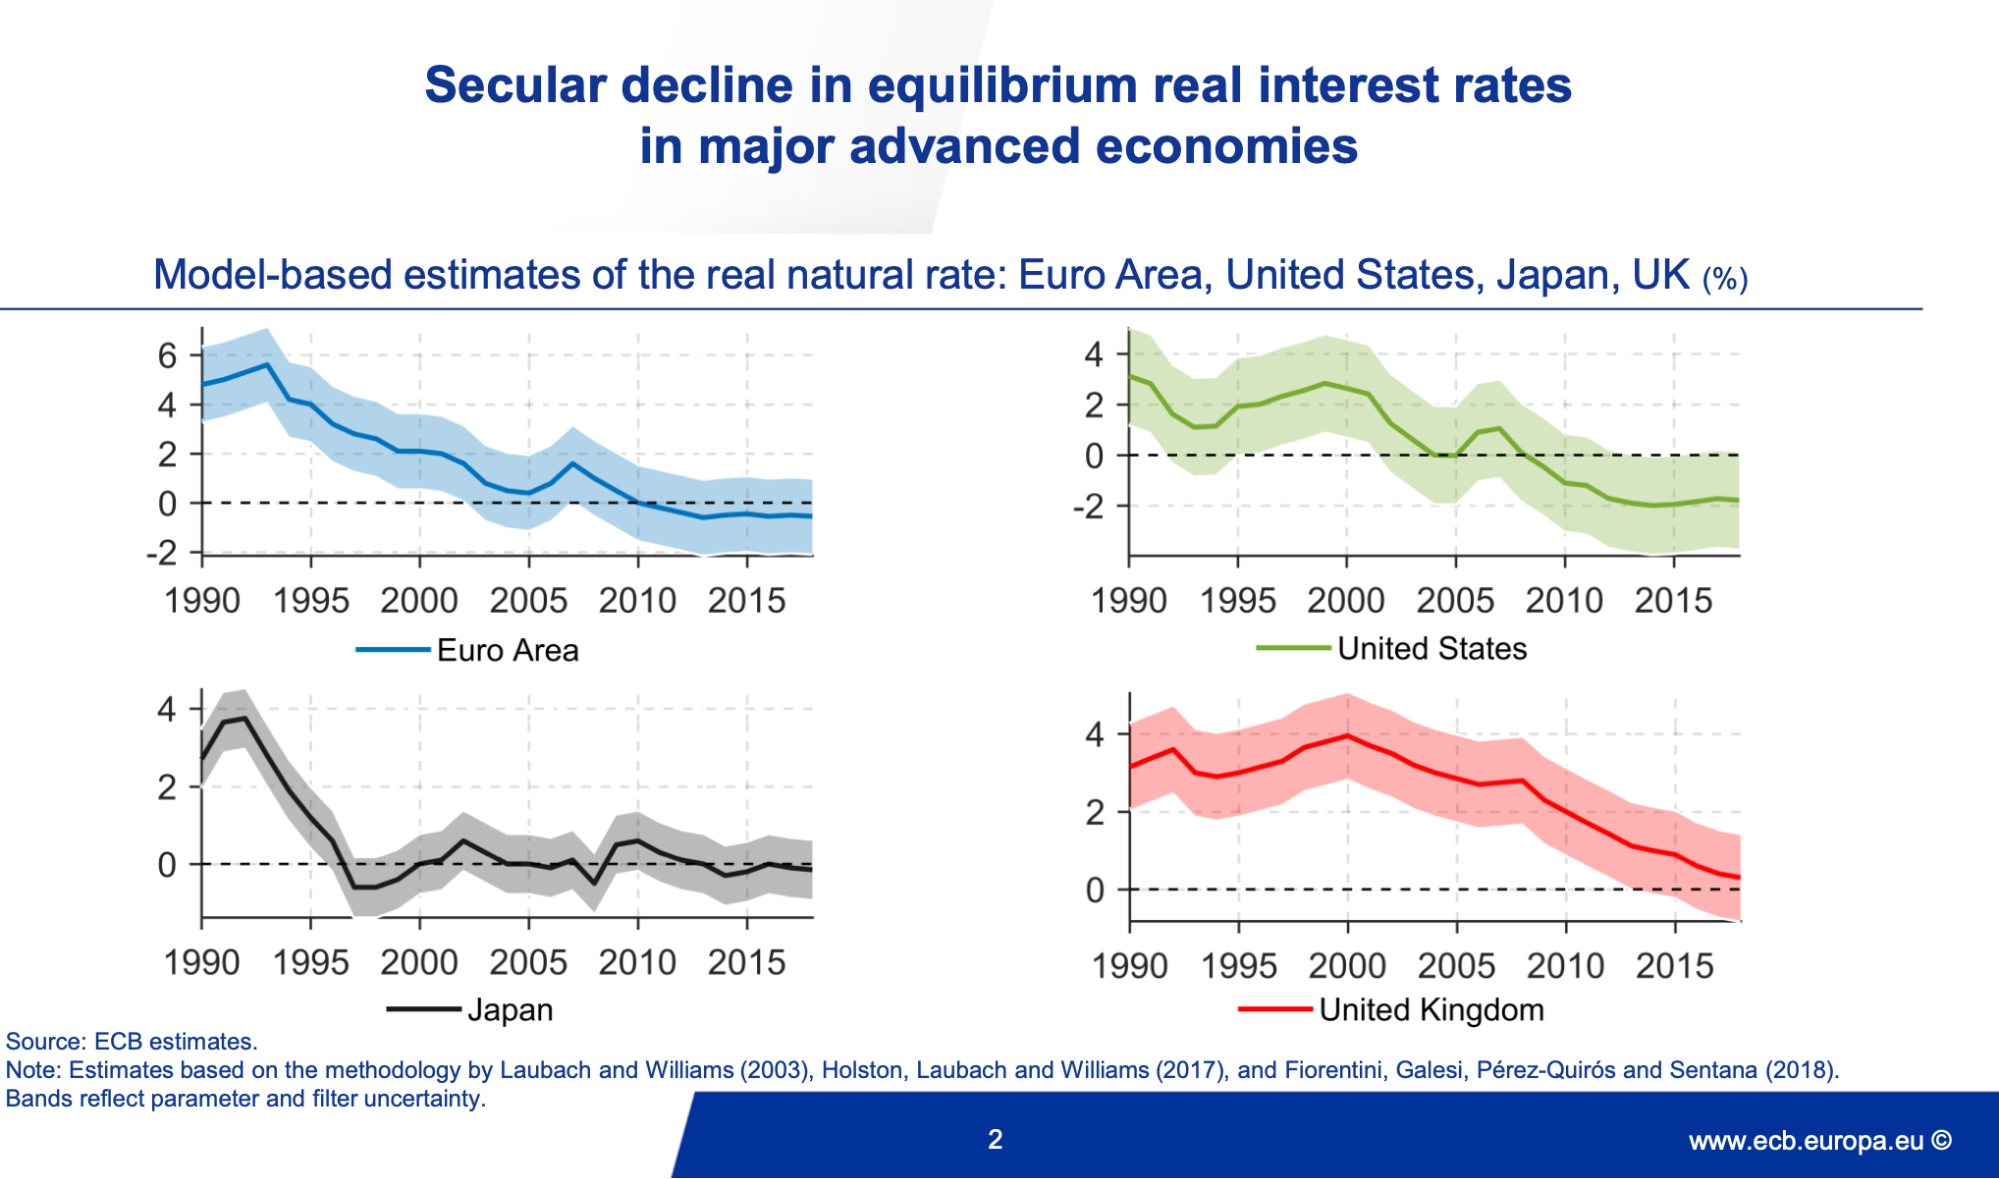 Secular decline in equilibrium real interest rates
in major advanced economies
Model-based estimates of the real natural rate: Euro Area, United States, Japan, UK (%)
6
4
2
0
-2
1990 1995 2000 2005 2010 2015
Euro Area
4
2
0
-2
1990 1995 2000 2005 2010 2015
United States
4
2
0
1990 1995 2000 2005 2010 2015
Japan
4
2
0
1990 1995 2000 2005 2010 2015
United Kingdom
Source: ECB estimates.
Note: Estimates based on the methodology by Laubach and Williams (2003), Holston, Laubach and Williams (2017), and Fiorentini, Galesi, Pérez-Quirós and Sentana (2018).
Bands reflect parameter and filter uncertainty.
2
www.ecb.europa.eu ©